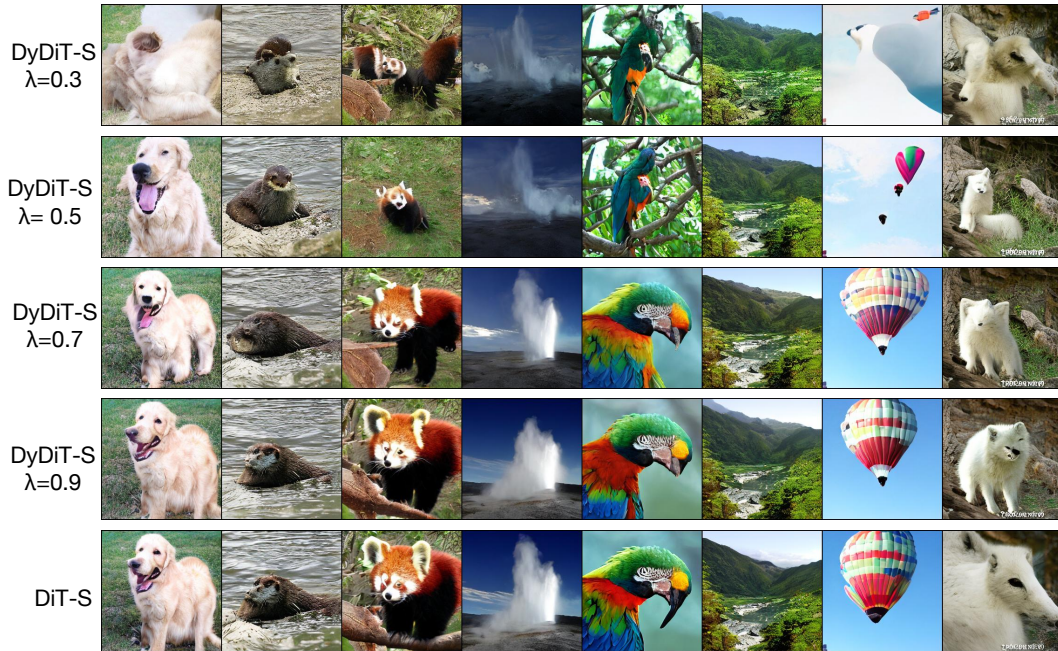 DyDiT-S
λ=0.3
DyDiT-S
λ= 0.5
DyDiT-S
λ=0.7
DyDiT-S
λ=0.9
DiT-S